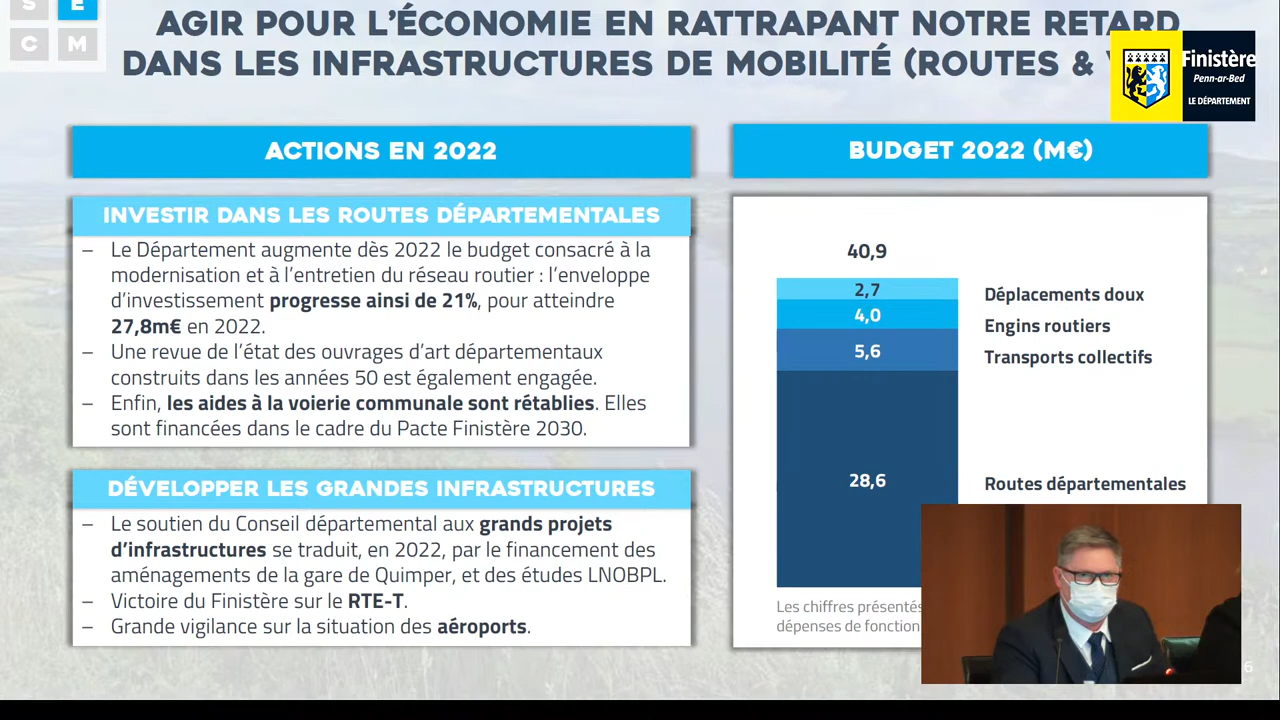 S E
C M
AGIR POUR L'ÉCONOMIE EN RATTRAPANT NOTRE RETARD
DANS LES INFRASTRUCTURES DE MOBILITÉ (ROUTES &
Finistère
Penn-ar-Bed
LE DÉPARTEMENT
ACTIONS EN 2022
INVESTIR DANS LES ROUTES DÉPARTEMENTALES
– Le Département augmente dès 2022 le budget consacré à la
modernisation et à l'entretien du réseau routier : l'enveloppe
d'investissement progresse ainsi de 21%, pour atteindre
27,8m€ en 2022.
– Une revue de l'état des ouvrages d'art départementaux
construits dans les années 50 est également engagée.
– Enfin, les aides à la voierie communale sont rétablies. Elles
sont financées dans le cadre du Pacte Finistère 2030.
DÉVELOPPER LES GRANDES INFRASTRUCTURES
– Le soutien du Conseil départemental aux grands projets
d'infrastructures se traduit, en 2022, par le financement des
aménagements de la gare de Quimper, et des études LNOBPL.
– Victoire du Finistère sur le RTE-T.
– Grande vigilance sur la situation des aéroports.
BUDGET 2022 (M€)
40,9
2,7 Déplacements doux
4,0 Engins routiers
5,6 Transports collectifs
28,6 Routes départementales
Les chiffres présentés
dépenses de fonction
6